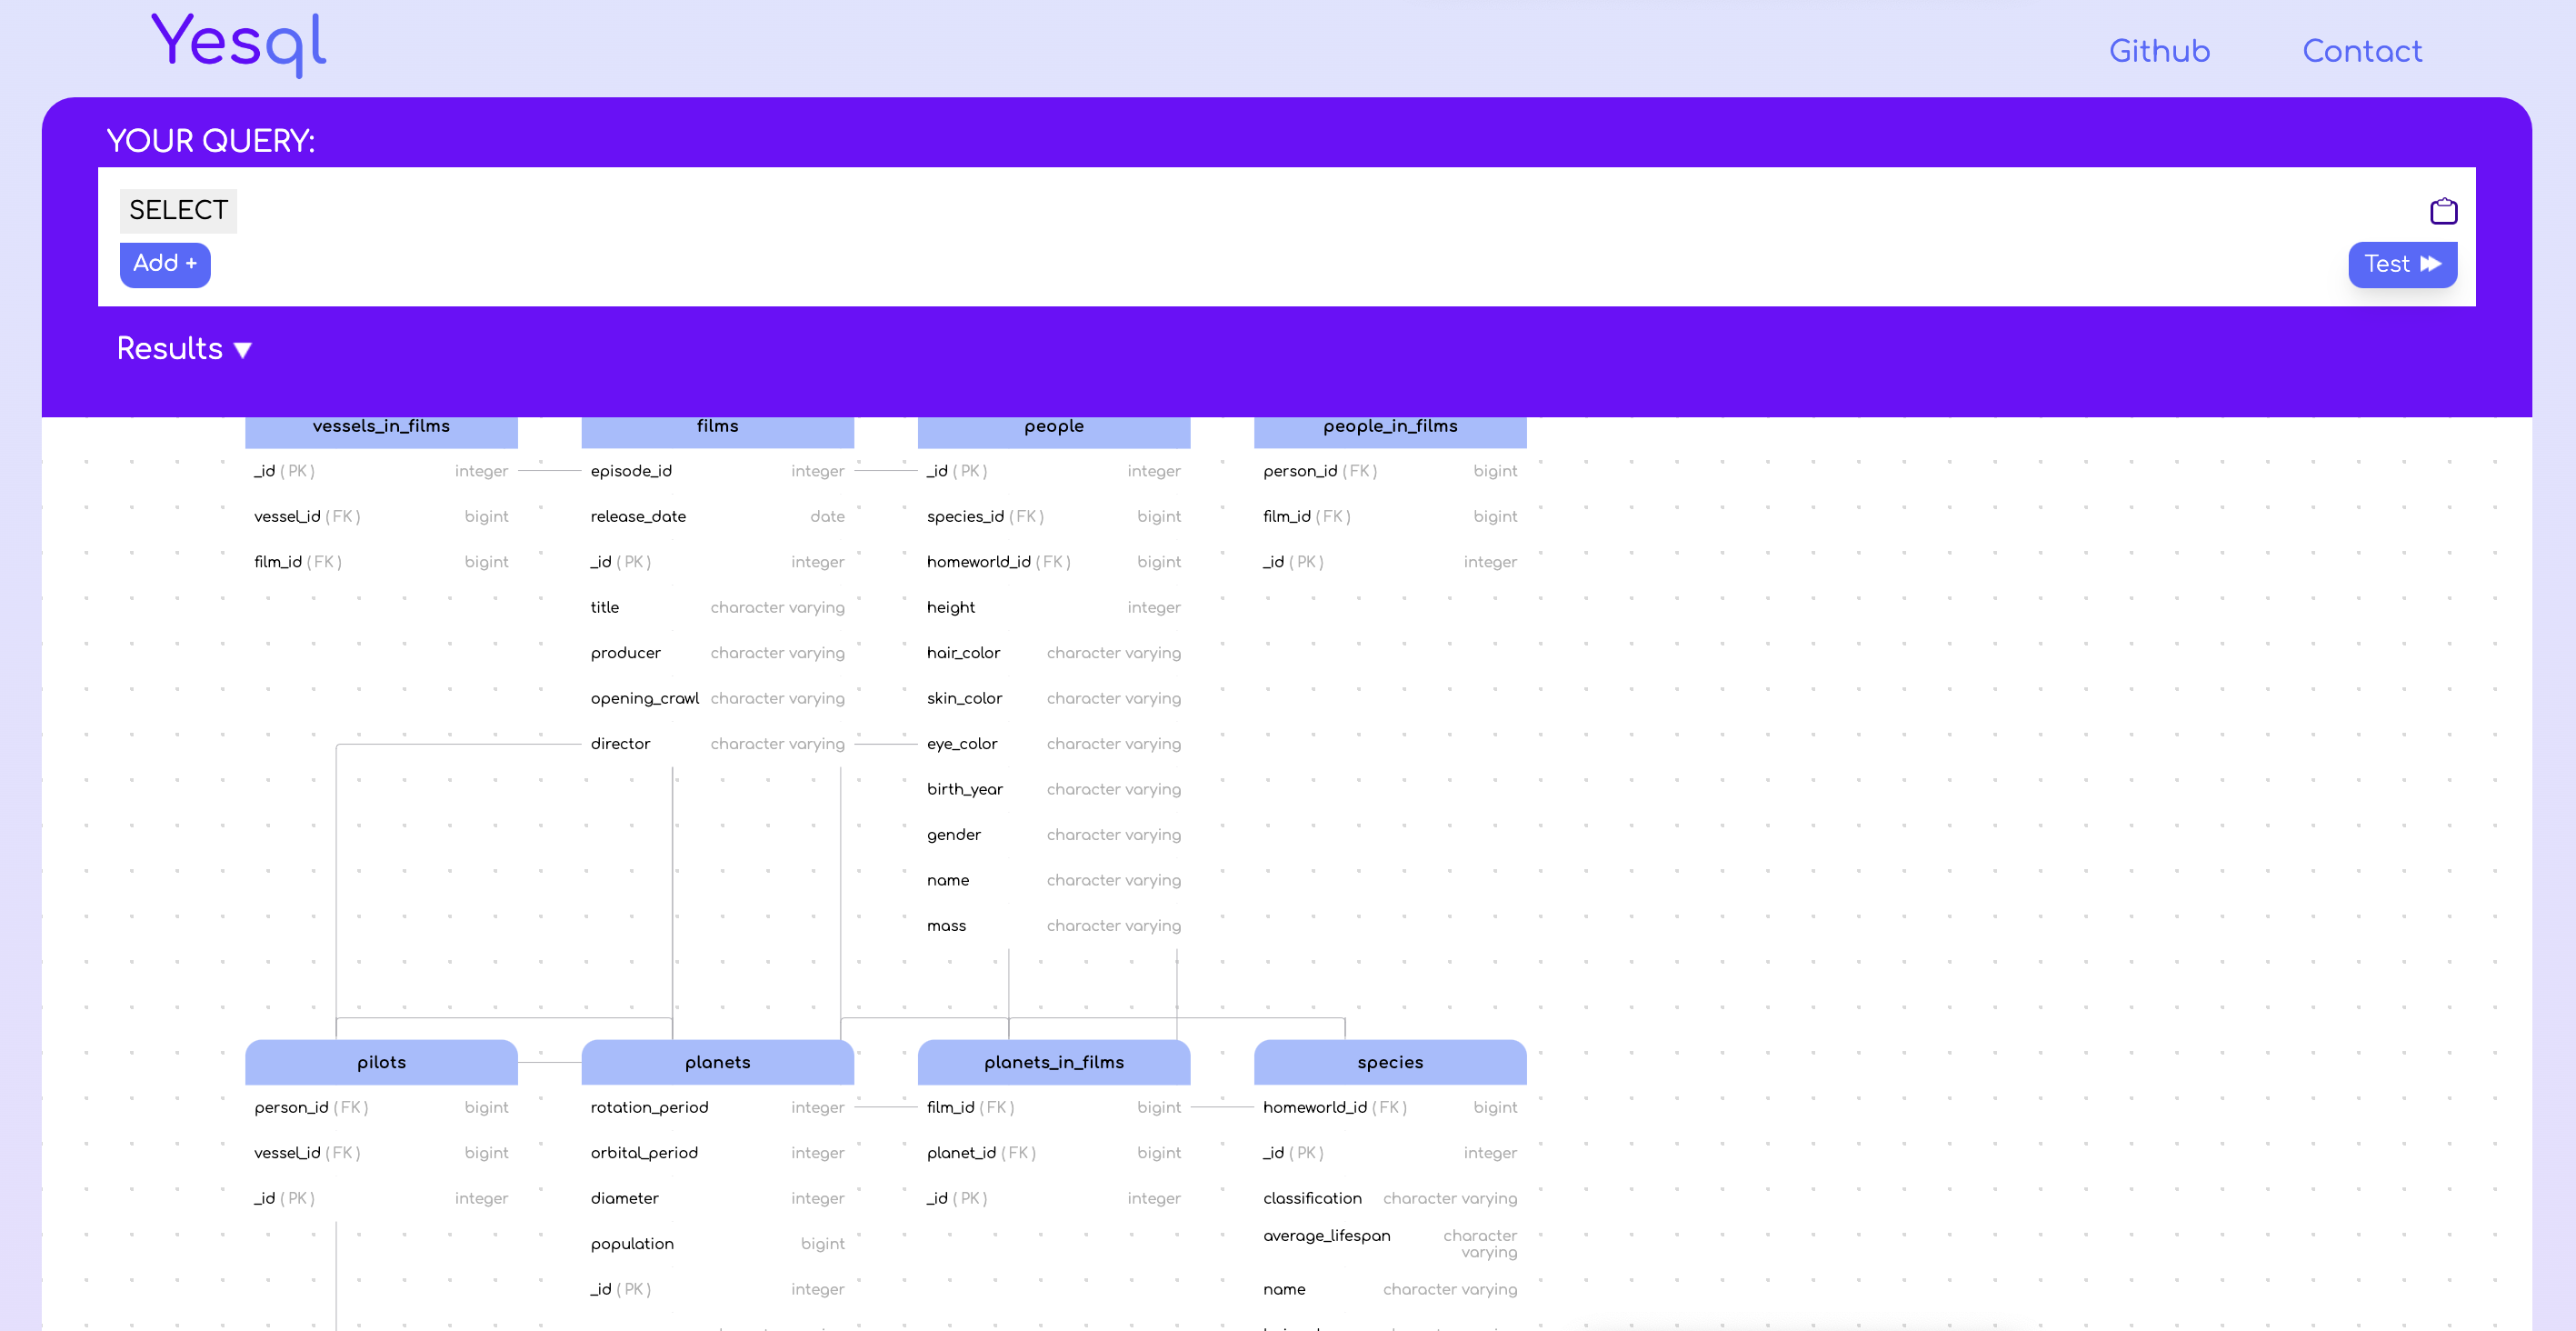 Yesql
Github Contact
YOUR QUERY:
SELECT
Add +
Test
Results ▼
vessels_in_films
_id ( PK ) integer
vessel_id ( FK ) bigint
film_id ( FK ) bigint
films
episode_id integer
release_date date
_id ( PK ) integer
title character varying
producer character varying
opening_crawl character varying
director character varying
people
_id ( PK ) integer
species_id ( FK ) bigint
homeworld_id ( FK ) bigint
height integer
hair_color character varying
skin_color character varying
eye_color character varying
birth_year character varying
gender character varying
name character varying
mass character varying
people_in_films
person_id ( FK ) bigint
film_id ( FK ) bigint
_id ( PK ) integer
pilots
person_id ( FK ) bigint
vessel_id ( FK ) bigint
_id ( PK ) integer
planets
rotation_period integer
orbital_period integer
diameter integer
population bigint
_id ( PK ) integer
planets_in_films
film_id ( FK ) bigint
planet_id ( FK ) bigint
_id ( PK ) integer
species
homeworld_id ( FK ) bigint
_id ( PK ) integer
classification character varying
average_lifespan character
varying
name character varying